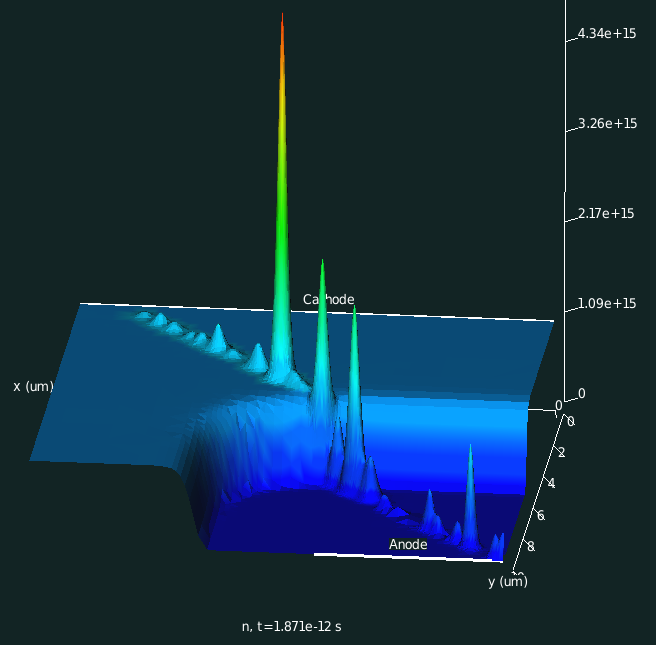 4.34e+15
3.26e+15
2.17e+15
Cathode
1.09e+15
x (um)
0
0
0
2
4
6
8
Anode
y (um)
n, t=1.871e-12 s